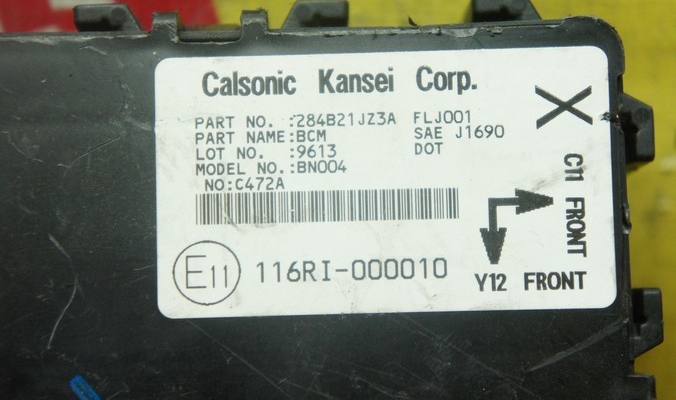 Calsonic Kansei Corp.
PART NO. :284B21JZ3A FLJ001
PART NAME:BCM SAE J1690
LOT NO. :9613 DOT
MODEL NO.:BN004
NO:C472A
X
C11 FRONT
E11 116RI-000010
Y12 FRONT